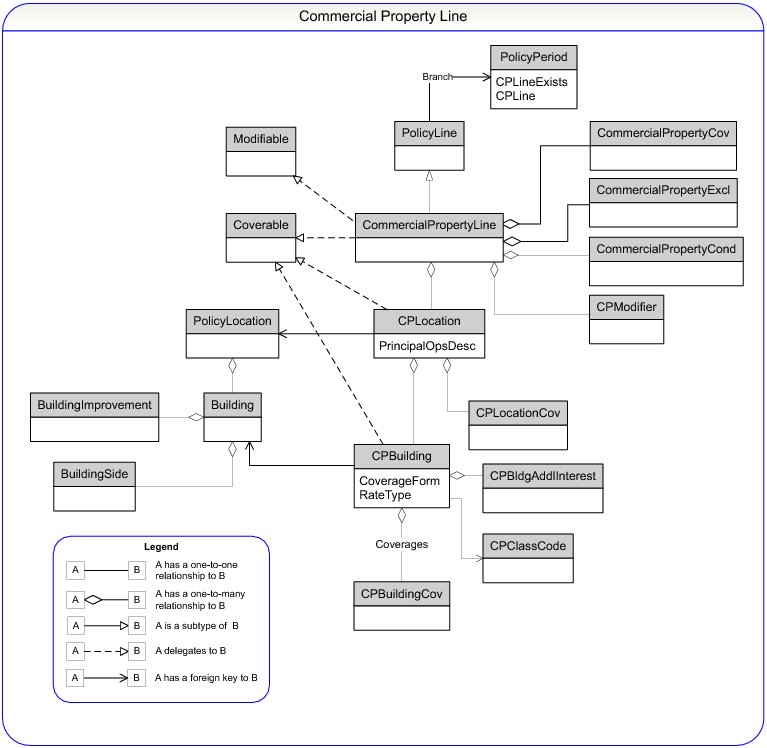 Commercial Property Line
PolicyPeriod
CPLineExists
CPLine
Branch
PolicyLine
CommercialPropertyCov
Modifiable
CommercialPropertyExcl
Coverable
CommercialPropertyLine
CommercialPropertyCond
CPModifier
PolicyLocation
CPLocation
PrincipalOpsDesc
BuildingImprovement
Building
CPLocationCov
CPBuilding
CoverageForm
RateType
BuildingSide
CPBldgAddlInterest
Coverages
CPClassCode
CPBuildingCov
Legend
A B A has a one-to-one
relationship to B
A B A has a one-to-many
relationship to B
A B A is a subtype of B
A B A delegates to B
A B A has a foreign key to B